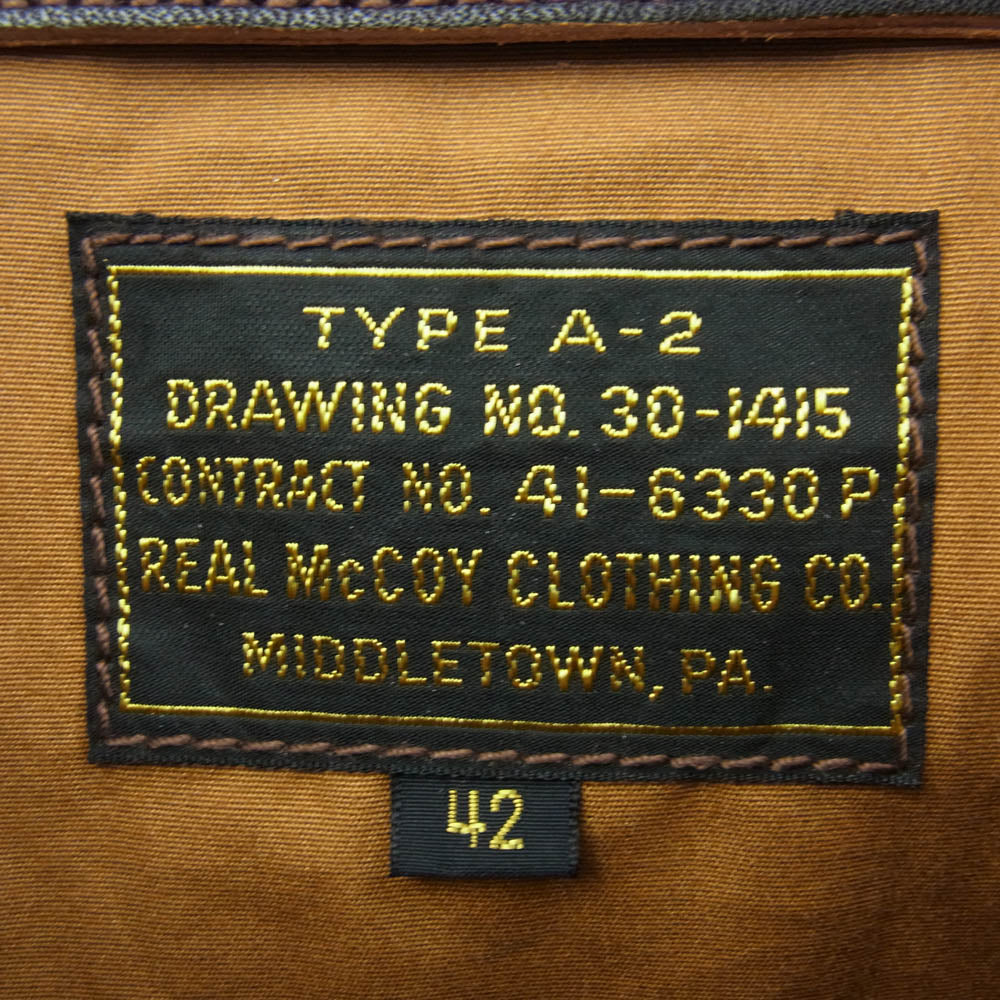 TYPE A-2
DRAWING NO. 30-1415
CONTRACT NO. 41-6330 P
REAL McCOY CLOTHING CO.
MIDDLETOWN, PA.
42